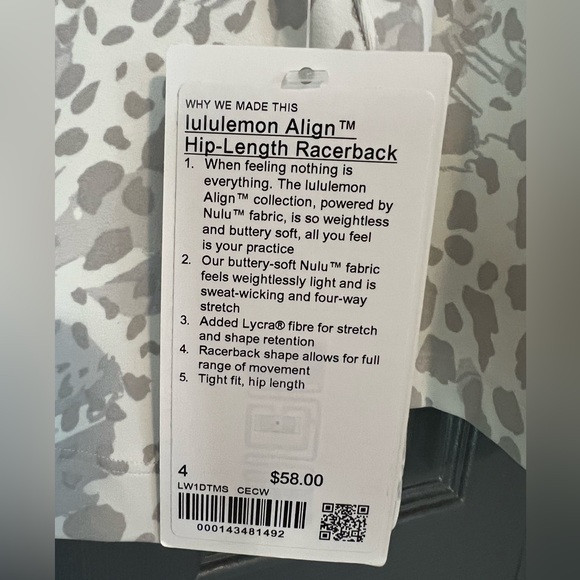 WHY WE MADE THIS
lululemon Align™
Hip-Length Racerback
1. When feeling nothing is
everything. The lululemon
Align™ collection, powered by
Nulu™ fabric, is so weightless
and buttery soft, all you feel
is your practice
2. Our buttery-soft Nulu™ fabric
feels weightlessly light and is
sweat-wicking and four-way
stretch
3. Added Lycra® fibre for stretch
and shape retention
4. Racerback shape allows for full
range of movement
5. Tight fit, hip length
4 $58.00
LW1DTMS CECW
000143481492